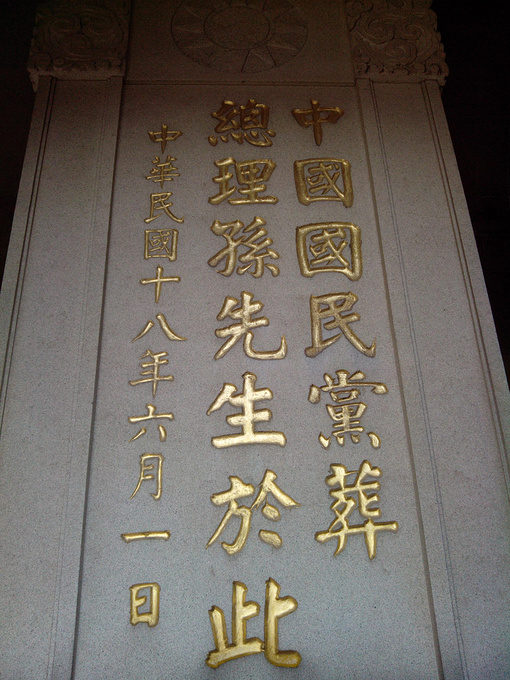 中國國民黨葬
總理孫先生於此
中華民國十八年六月一日